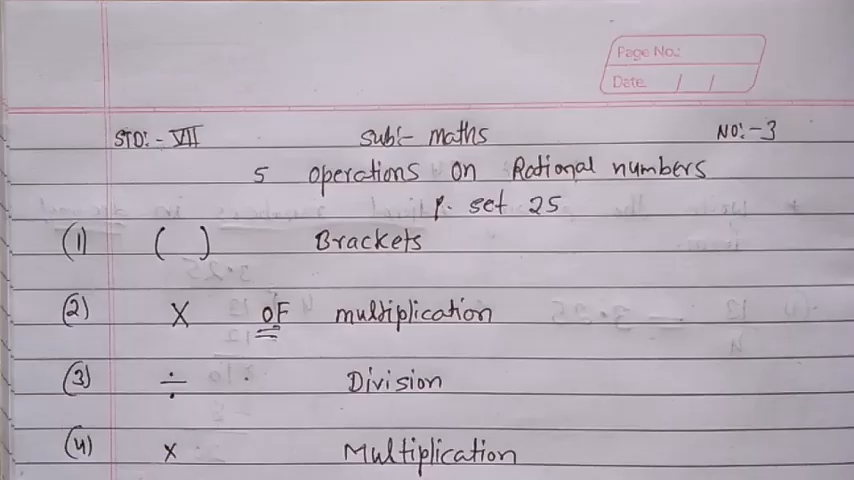 Page No.:
Date / /
STD:- VII sub:- maths NO:-3
5 operations on Rational numbers
P. set 25
(1) ( ) Brackets
(2) × OF multiplication
(3) ÷ Division
(4) × Multiplication